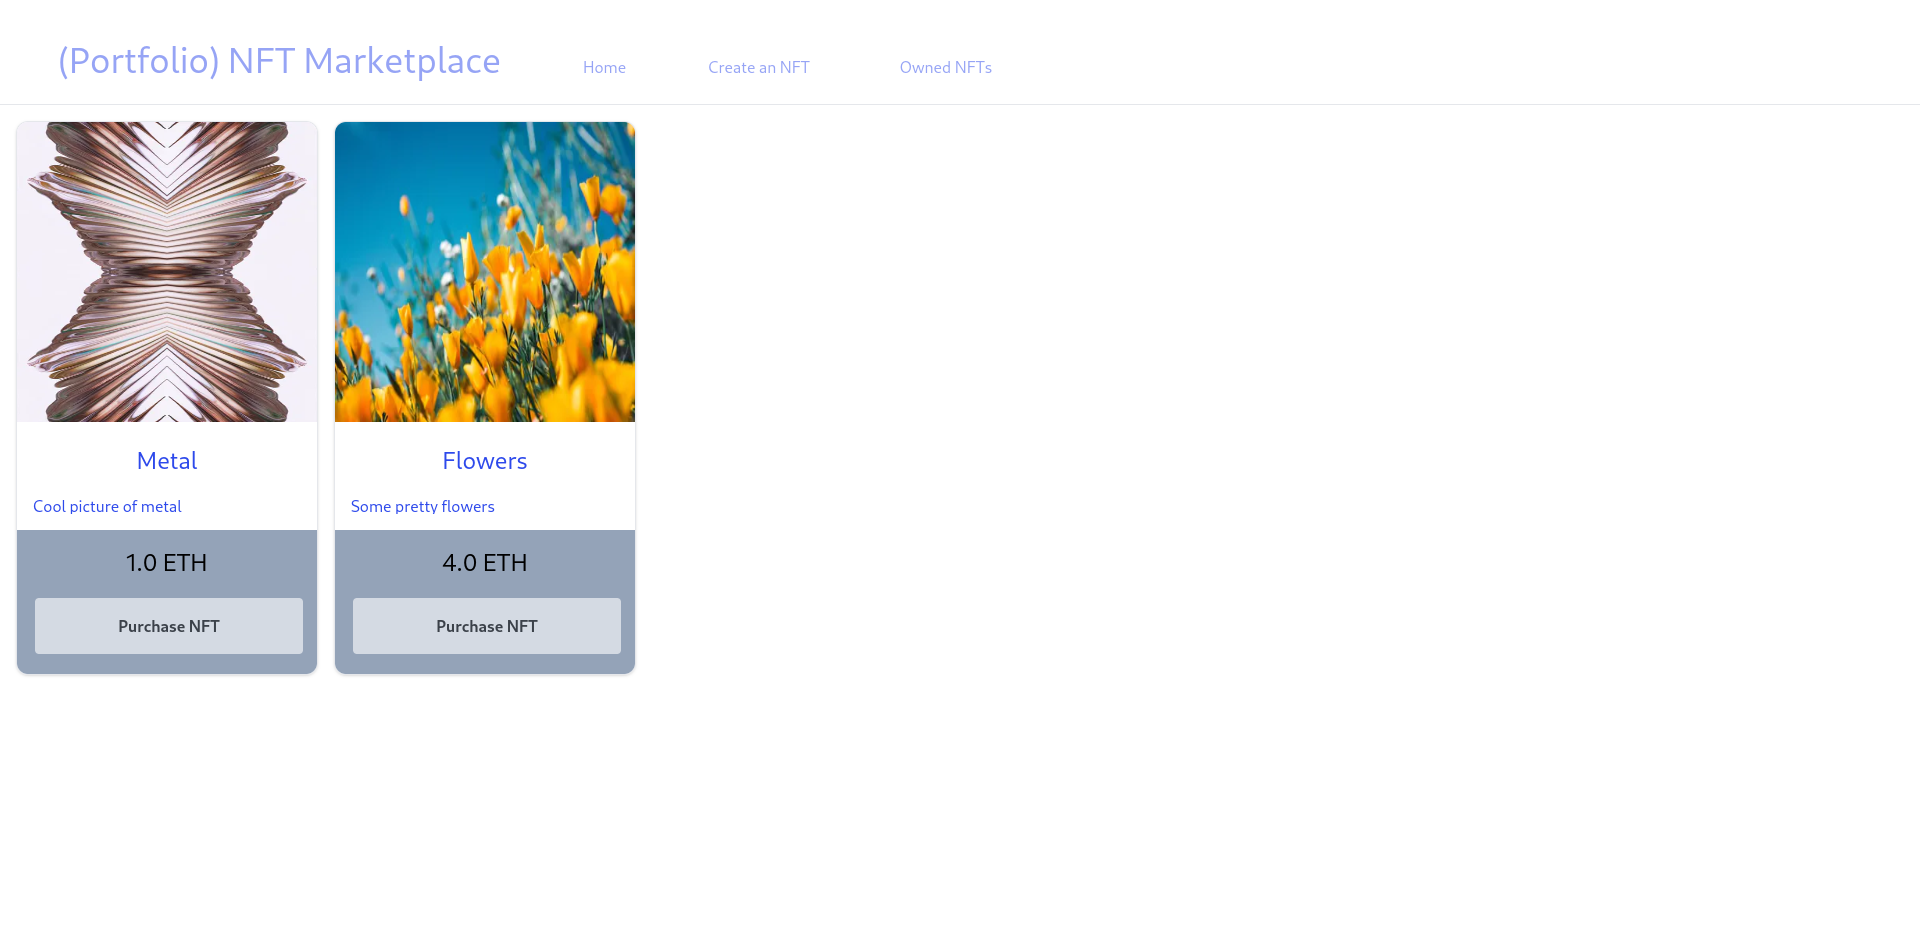 (Portfolio) NFT Marketplace Home Create an NFT Owned NFTs
Metal
Cool picture of metal
1.0 ETH
Purchase NFT
Flowers
Some pretty flowers
4.0 ETH
Purchase NFT